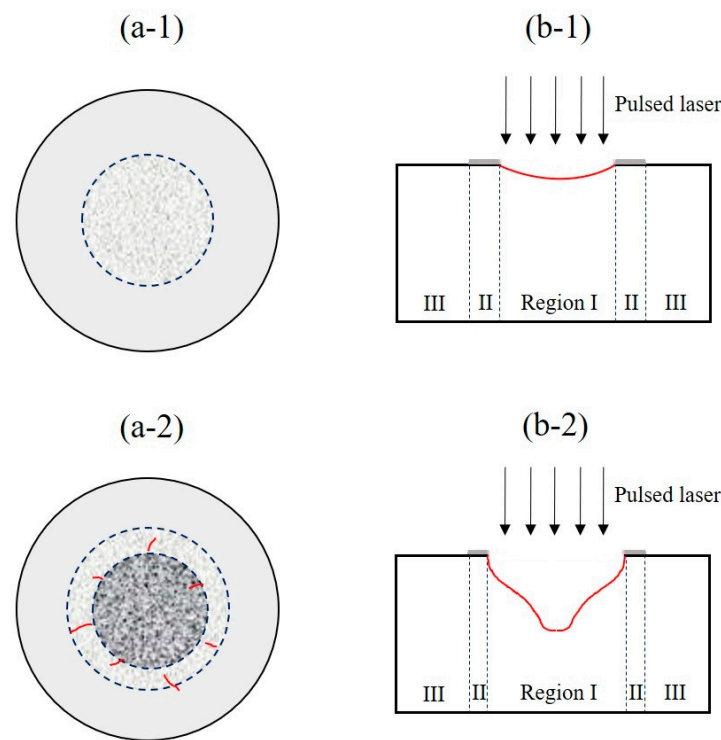 (a-1)
(b-1)
Pulsed laser
III II Region I II III
(a-2)
(b-2)
Pulsed laser
III II Region I II III